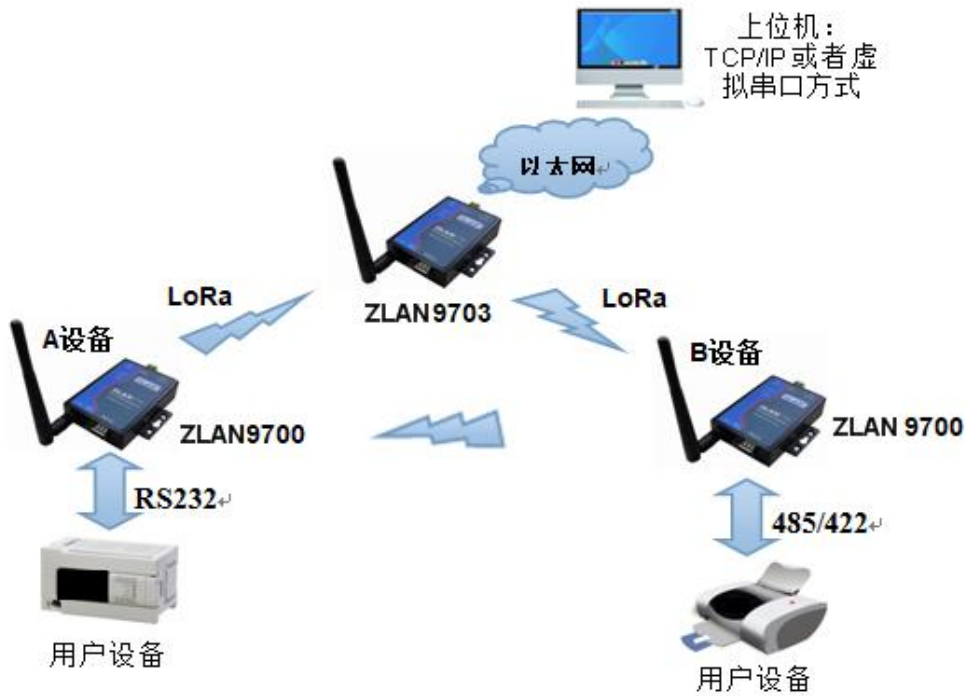 上位机：
TCP/IP 或者虚
拟串口方式
以太网
LoRa
LoRa
ZLAN9703
A设备
B设备
ZLAN9700
ZLAN 9700
RS232
485/422
用户设备
用户设备